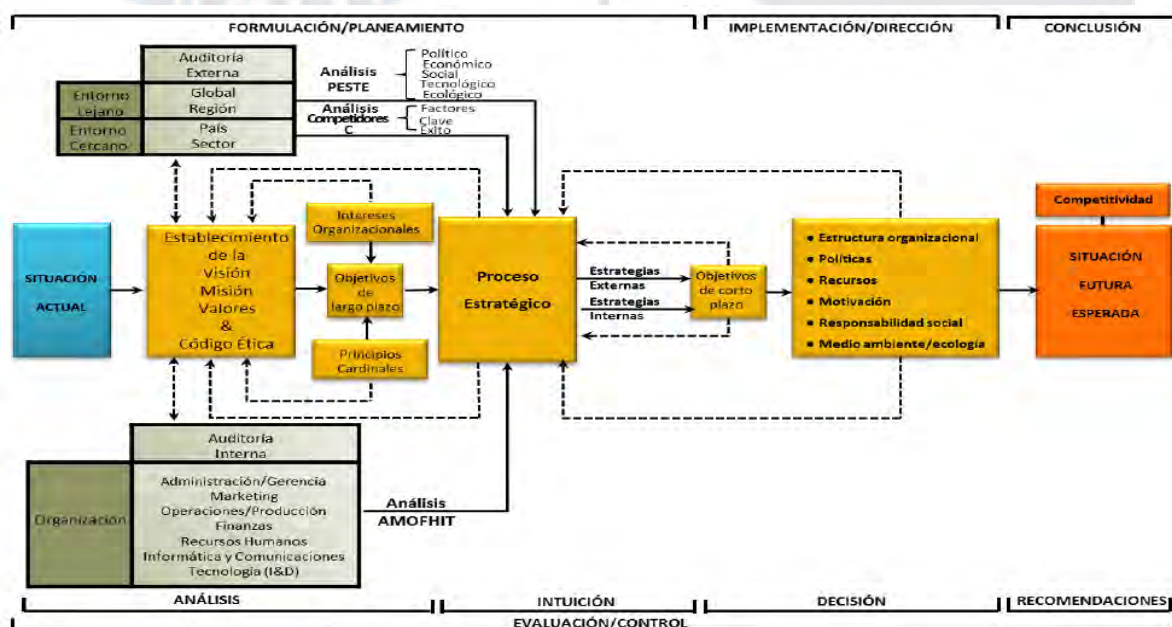 FORMULACIÓN/PLANEAMIENTO
IMPLEMENTACIÓN/DIRECCIÓN
CONCLUSIÓN
Auditoría
Externa
Entorno
Lejano
Global
Región
Entorno
Cercano
País
Sector
Análisis
PESTE
Político
Económico
Social
Tecnológico
Ecológico
Análisis
Competidores
C
Factores
Clave
Éxito
SITUACIÓN
ACTUAL
Establecimiento
de la
Visión
Misión
Valores
&
Código Ética
Intereses
Organizacionales
Objetivos
de
largo plazo
Principios
Cardinales
Proceso
Estratégico
Estrategias
Externas
Estrategias
Internas
Objetivos
de corto
plazo
• Estructura organizacional
• Políticas
• Recursos
• Motivación
• Responsabilidad social
• Medio ambiente/ecología
Competitividad
SITUACIÓN
FUTURA
ESPERADA
Auditoría
Interna
Organización
Administración/Gerencia
Marketing
Operaciones/Producción
Finanzas
Recursos Humanos
Informática y Comunicaciones
Tecnología (I&D)
Análisis
AMOFHIT
ANÁLISIS
INTUICIÓN
DECISIÓN
RECOMENDACIONES
EVALUACIÓN/CONTROL